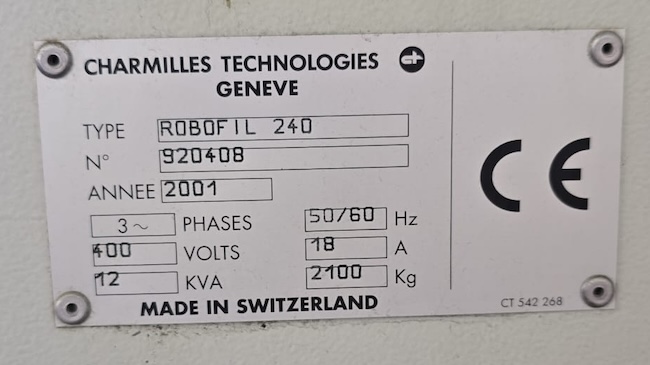 CHARMILLES TECHNOLOGIES
GENEVE
TYPE ROBOFIL 240
N° 920408
ANNEE 2001
3~ PHASES 50/60 Hz
400 VOLTS 18 A
12 KVA 2100 Kg
MADE IN SWITZERLAND
CE
CT 542 268